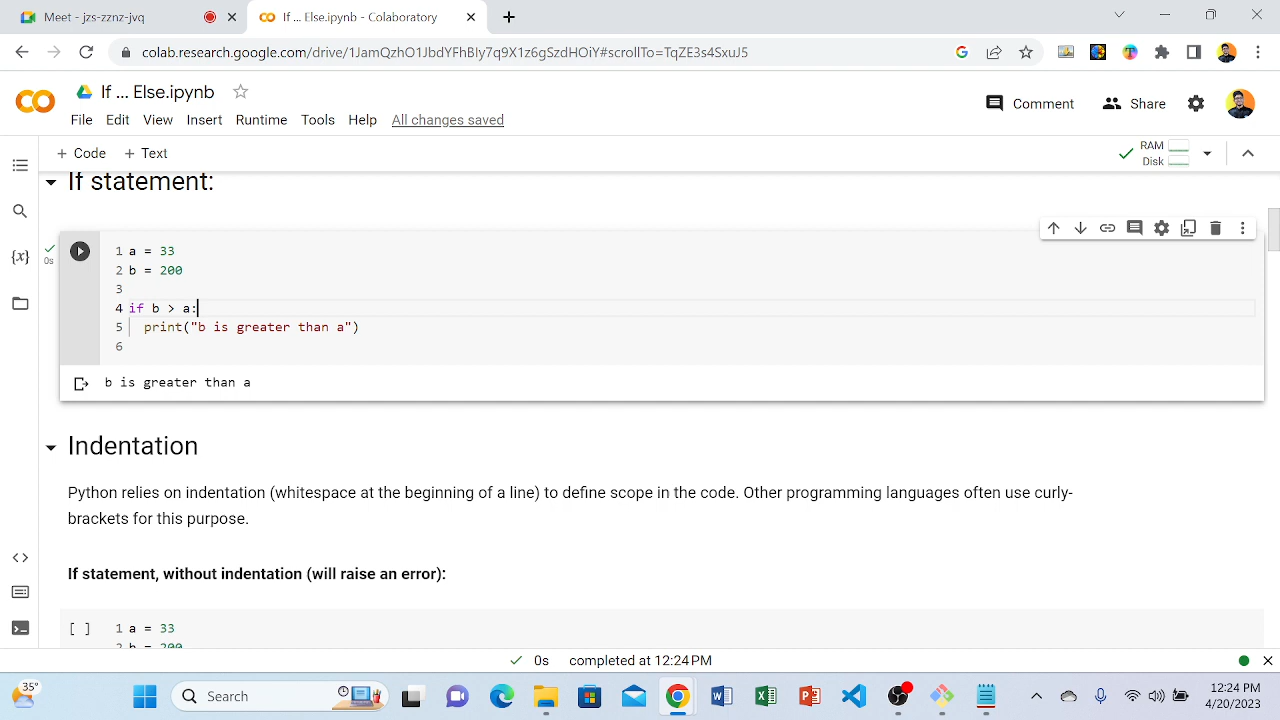 Meet - jzs-zznz-jvq
If ... Else.ipynb - Colaboratory
colab.research.google.com/drive/1JamQzhO1JbdYFhBly7q9X1z6gSzdHOiY#scrollTo=TqZE3s4SxuJ5
If ... Else.ipynb
Comment
Share
File Edit View Insert Runtime Tools Help All changes saved
+ Code + Text
RAM
Disk
If statement:
0s
1 a = 33
2 b = 200
3
4 if b > a:
5 print("b is greater than a")
6
b is greater than a
Indentation
Python relies on indentation (whitespace at the beginning of a line) to define scope in the code. Other programming languages often use curly-
brackets for this purpose.
If statement, without indentation (will raise an error):
[ ] 1 a = 33
2 b = 200
0s completed at 12:24 PM
35°
Search
12:24 PM
4/20/2023